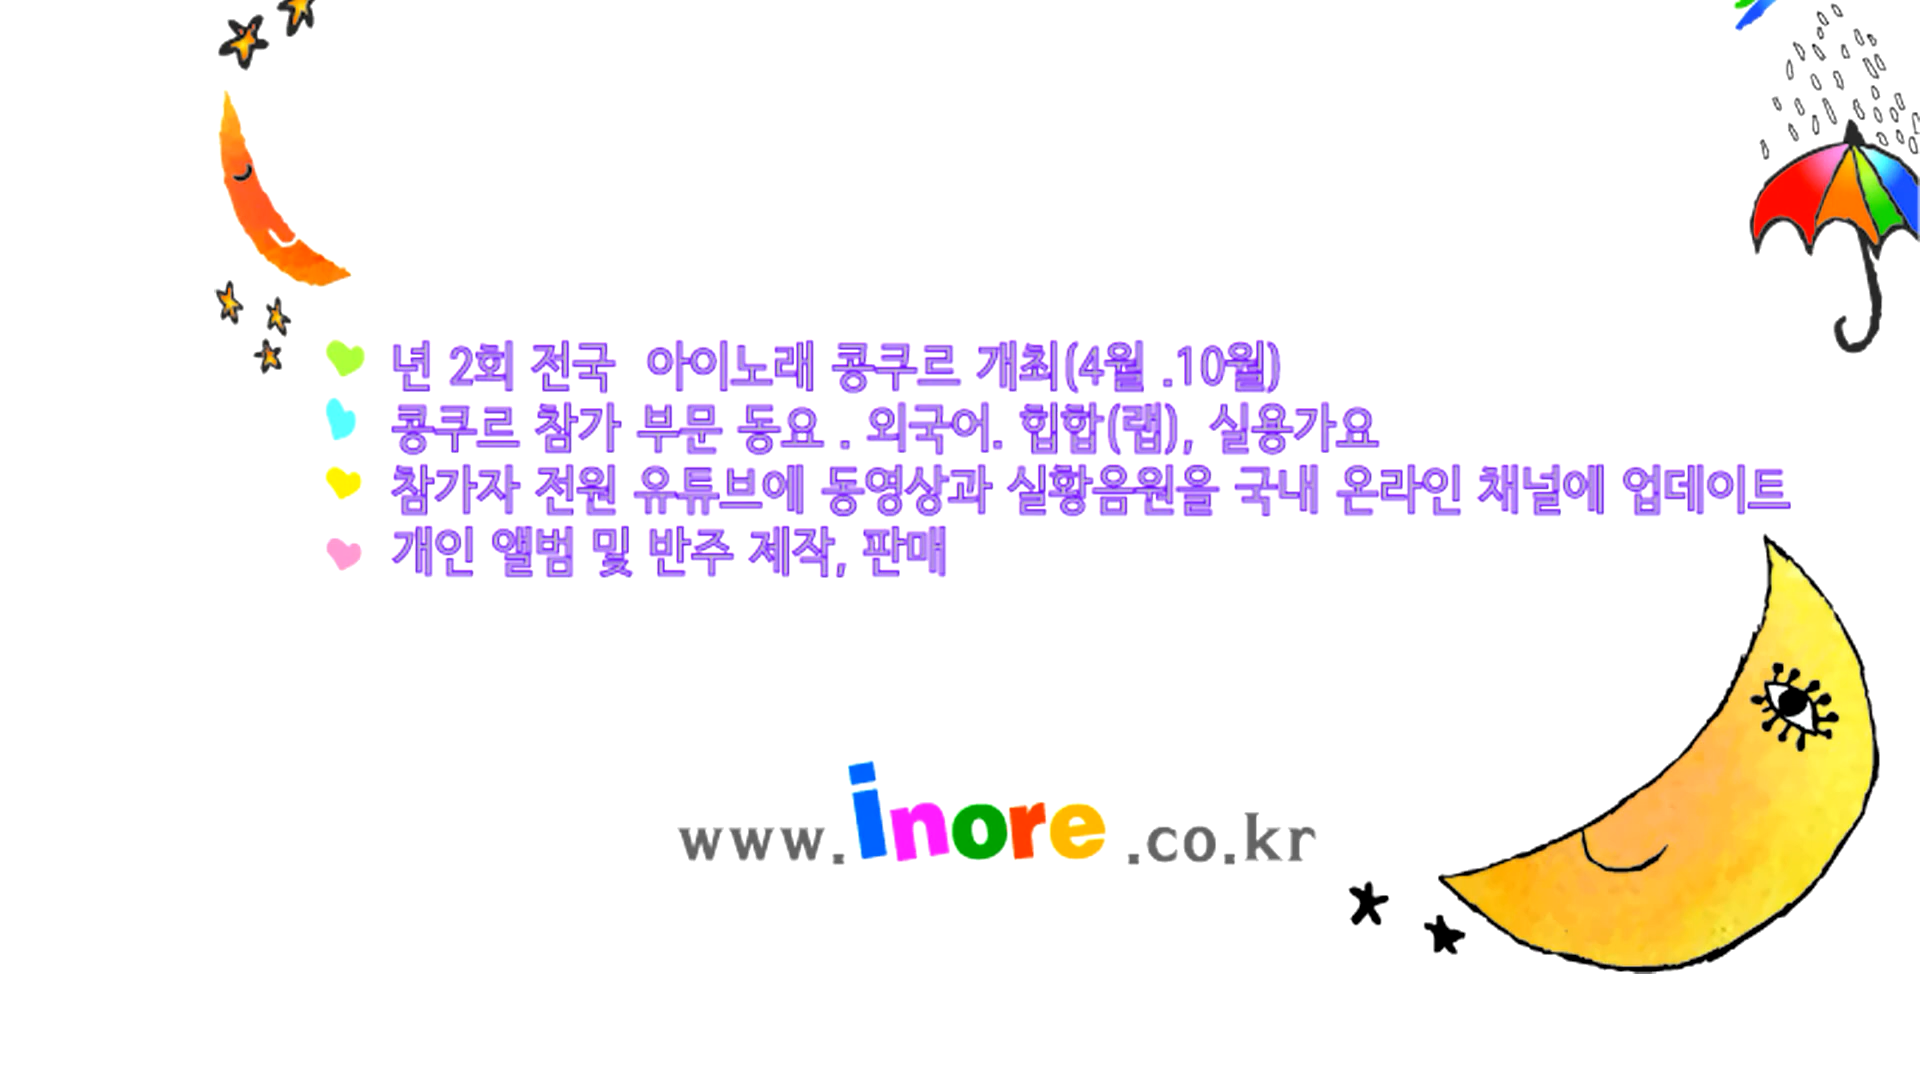 년 2회 전국 아이노래 콩쿠르 개최(4월 .10월)
콩쿠르 참가 부문 동요 . 외국어. 힙합(랩), 실용가요
참가자 전원 유튜브에 동영상과 실황음원을 국내 온라인 채널에 업데이트
개인 앨범 및 반주 제작, 판매
www.inore.co.kr